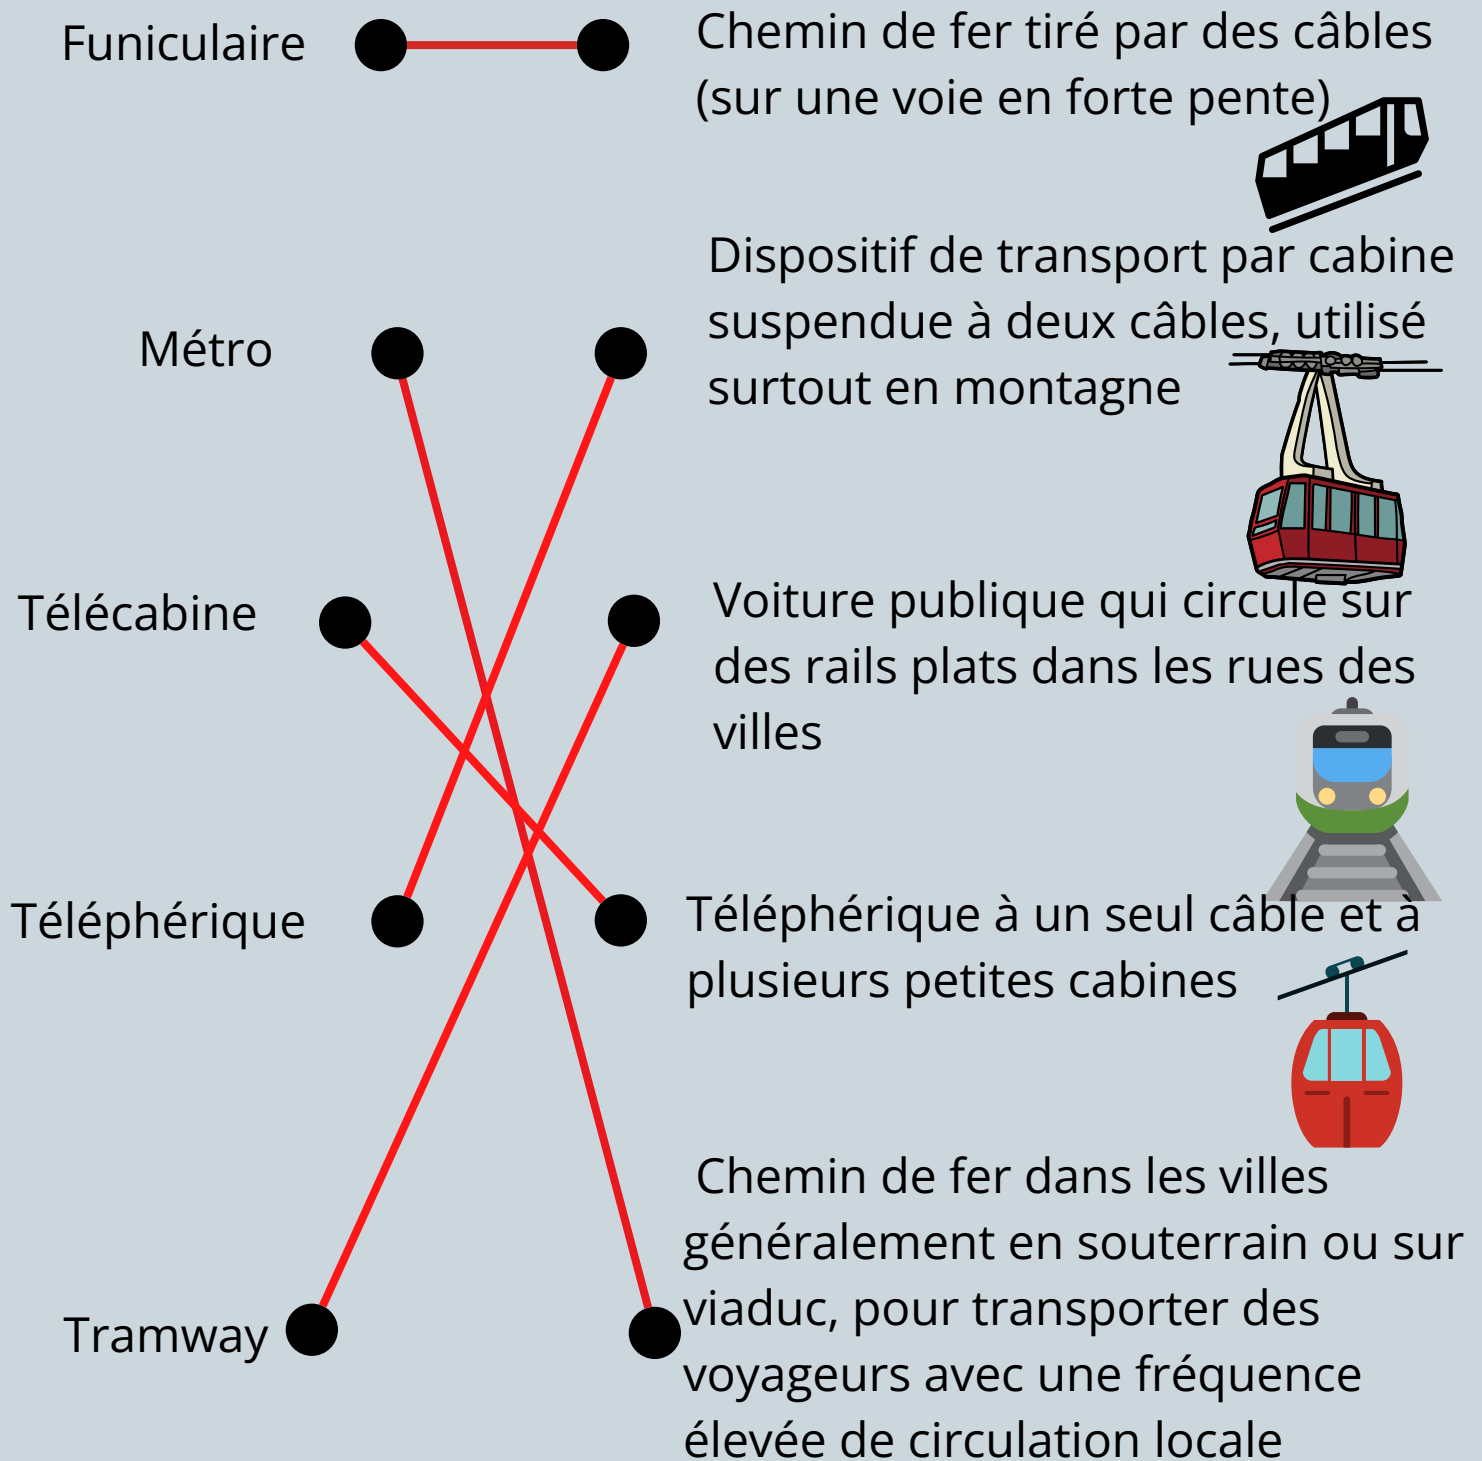 Funiculaire
Chemin de fer tiré par des câbles
(sur une voie en forte pente)
Métro
Dispositif de transport par cabine
suspendue à deux câbles, utilisé
surtout en montagne
Télécabine
Voiture publique qui circule sur
des rails plats dans les rues des
villes
Téléphérique
Téléphérique à un seul câble et à
plusieurs petites cabines
Tramway
Chemin de fer dans les villes
généralement en souterrain ou sur
viaduc, pour transporter des
voyageurs avec une fréquence
élevée de circulation locale